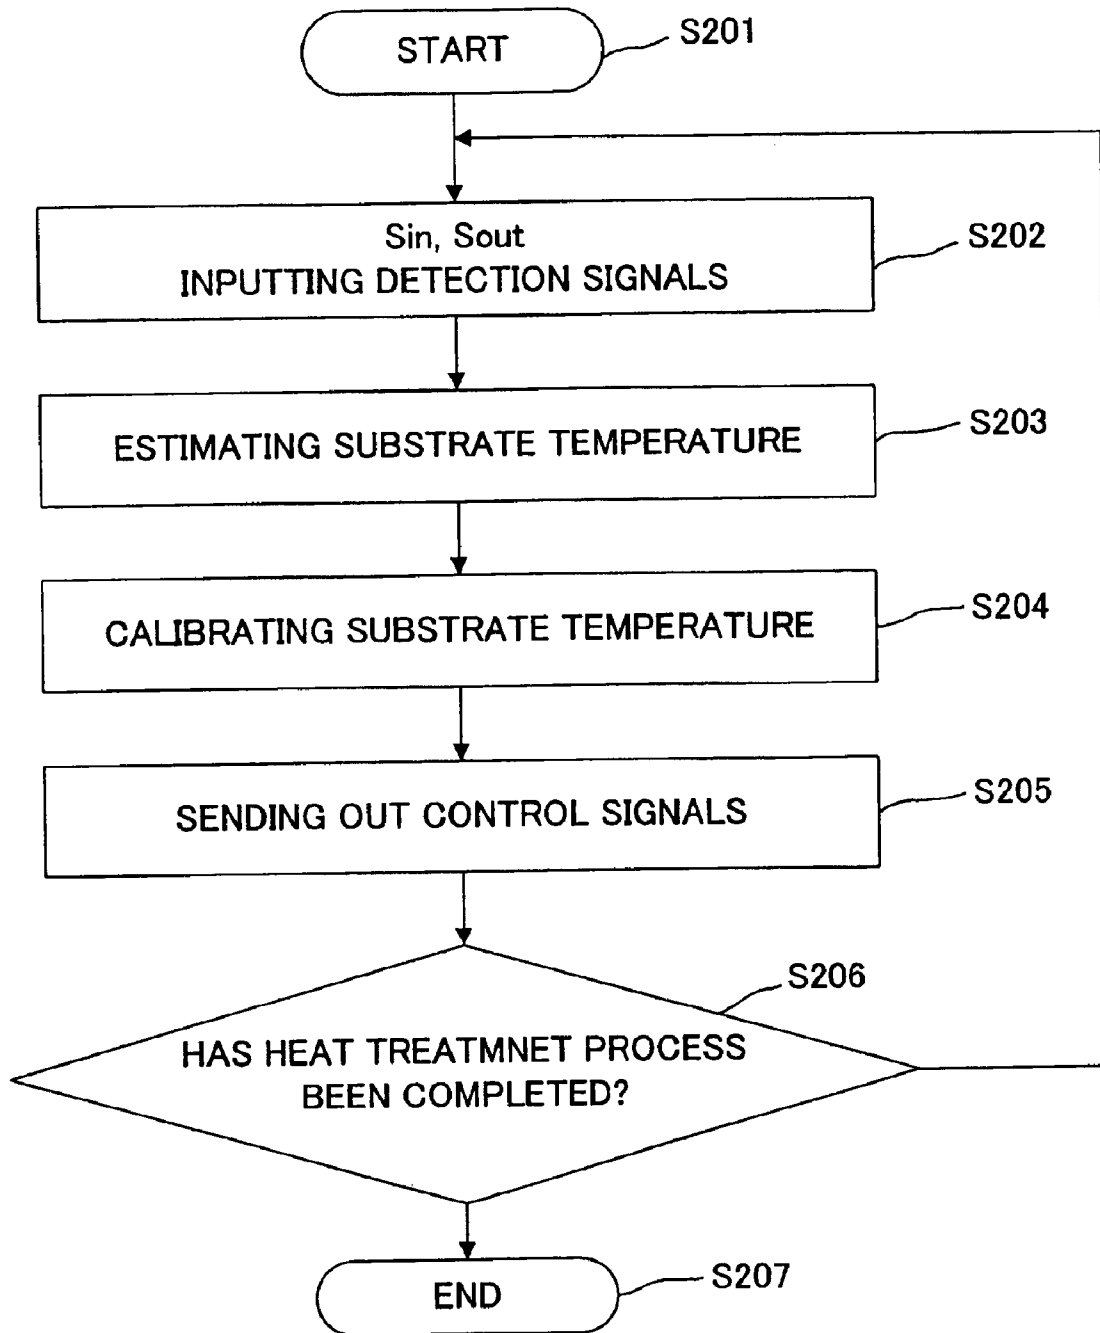 START
S201
Sin, Sout
INPUTTING DETECTION SIGNALS
S202
ESTIMATING SUBSTRATE TEMPERATURE
S203
CALIBRATING SUBSTRATE TEMPERATURE
S204
SENDING OUT CONTROL SIGNALS
S205
S206
HAS HEAT TREATMNET PROCESS
BEEN COMPLETED?
END
S207